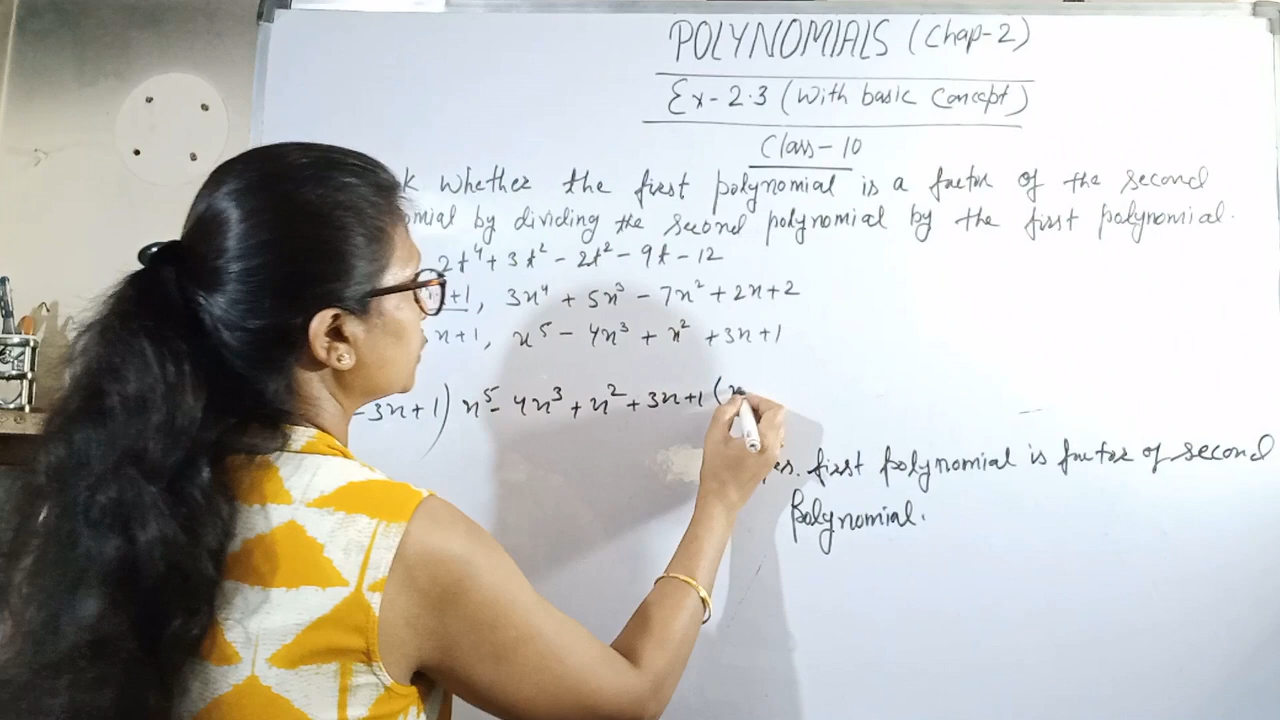 POLYNOMIALS (Chap-2)
Ex-2.3 (With basic Concept)
Class-10
whether the first polynomial is a factor of the second
by dividing the second polynomial by the first polynomial.
2t⁴ + 3t² - 2t² - 9t - 12
+1, 3x⁴ + 5x³ - 7x² + 2x + 2
x+1, x⁵ - 4x³ + x² + 3x + 1
-3x+1) x⁵ - 4x³ + x² + 3x + 1 (x
first polynomial is factor of second
polynomial.